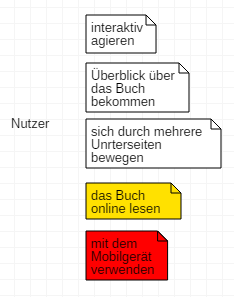 interaktiv
agieren
Überblick über
das Buch
bekommen
Nutzer
sich durch mehrere
Unrterseiten
bewegen
das Buch
online lesen
mit dem
Mobilgerät
verwenden